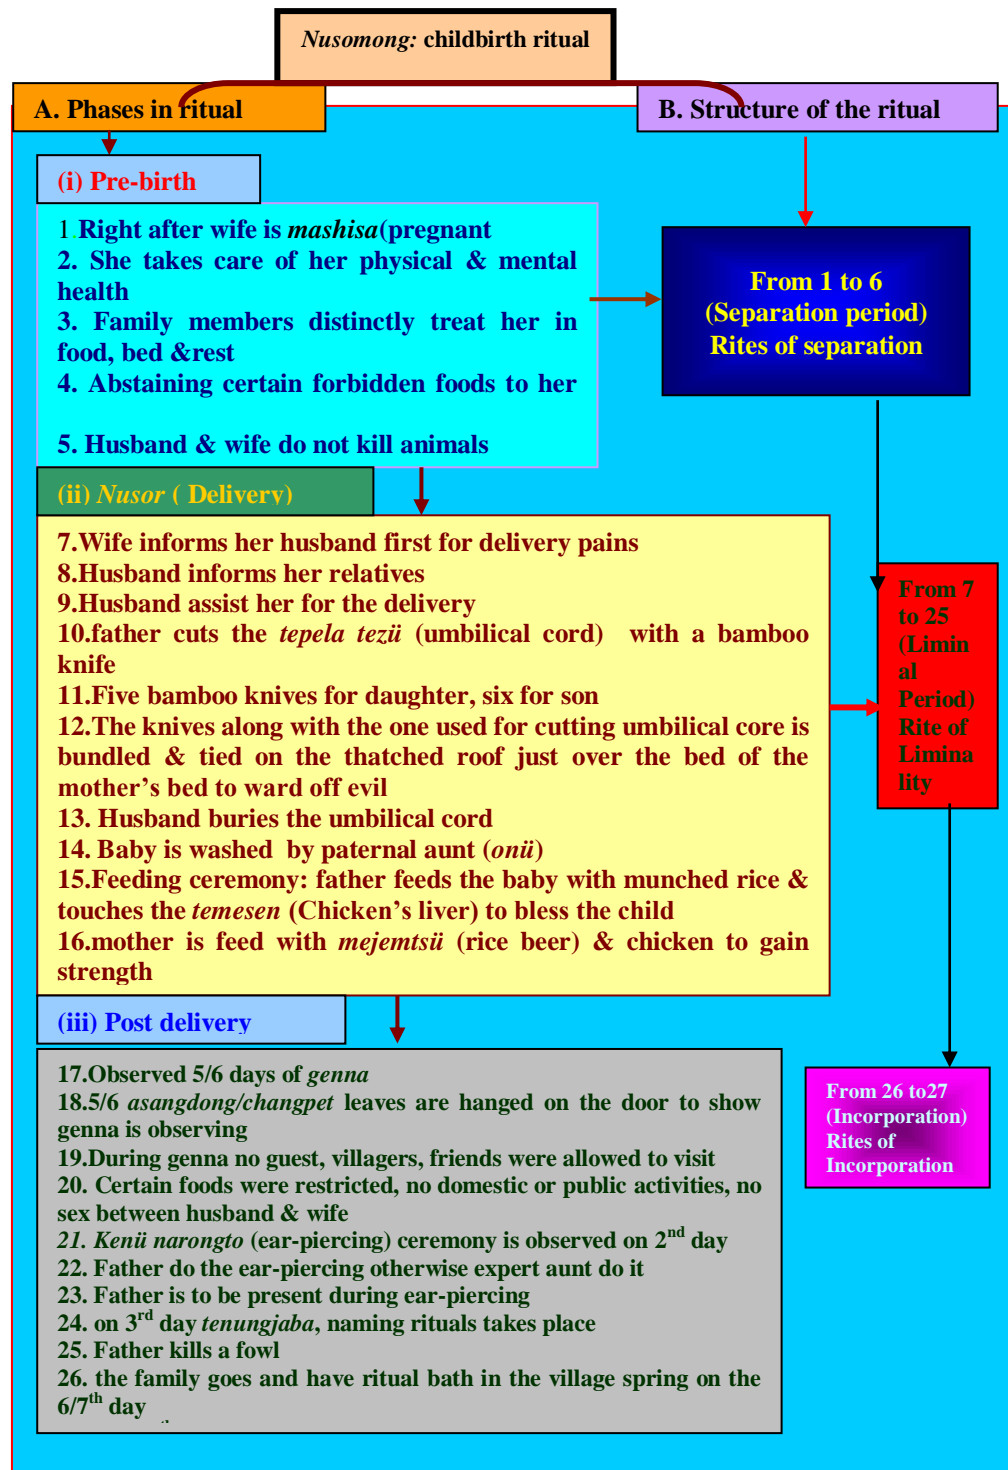 Nusomong: childbirth ritual
A. Phases in ritual
B. Structure of the ritual
(i) Pre-birth
1.Right after wife is mashisa(pregnant
2. She takes care of her physical & mental
health
3. Family members distinctly treat her in
food, bed &rest
4. Abstaining certain forbidden foods to her
5. Husband & wife do not kill animals
From 1 to 6
(Separation period)
Rites of separation
(ii) Nusor ( Delivery)
7.Wife informs her husband first for delivery pains
8.Husband informs her relatives
9.Husband assist her for the delivery
10.father cuts the tepela tezü (umbilical cord) with a bamboo
knife
11.Five bamboo knives for daughter, six for son
12.The knives along with the one used for cutting umbilical core is
bundled & tied on the thatched roof just over the bed of the
mother’s bed to ward off evil
13. Husband buries the umbilical cord
14. Baby is washed by paternal aunt (onü)
15.Feeding ceremony: father feeds the baby with munched rice &
touches the temesen (Chicken’s liver) to bless the child
16.mother is feed with mejemtsü (rice beer) & chicken to gain
strength
From 7
to 25
(Limin
al
Period)
Rite of
Limina
lity
(iii) Post delivery
17.Observed 5/6 days of genna
18.5/6 asangdong/changpet leaves are hanged on the door to show
genna is observing
19.During genna no guest, villagers, friends were allowed to visit
20. Certain foods were restricted, no domestic or public activities, no
sex between husband & wife
21. Kenü narongto (ear-piercing) ceremony is observed on 2nd day
22. Father do the ear-piercing otherwise expert aunt do it
23. Father is to be present during ear-piercing
24. on 3rd day tenungjaba, naming rituals takes place
25. Father kills a fowl
26. the family goes and have ritual bath in the village spring on the
6/7th day
From 26 to27
(Incorporation)
Rites of
Incorporation